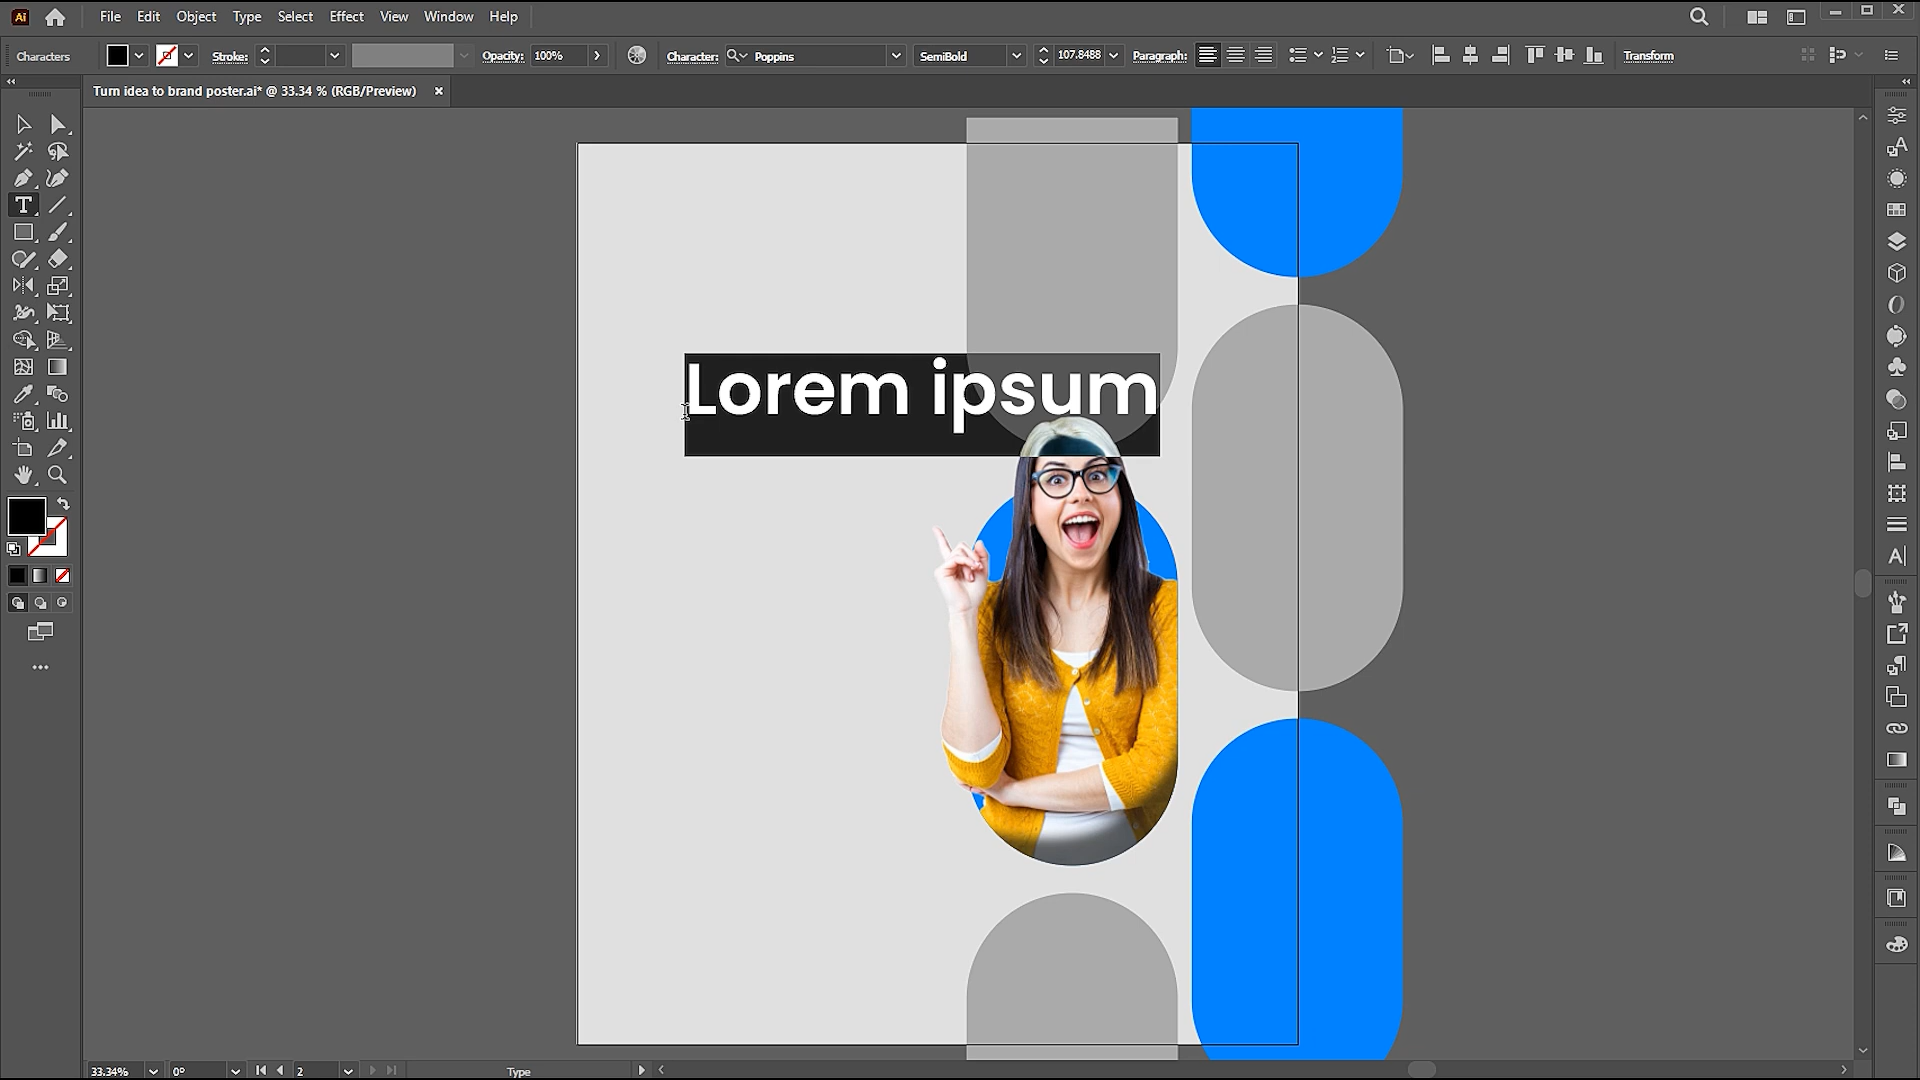 Ai File Edit Object Type Select Effect View Window Help
Characters Stroke: Opacity: 100% Character: Poppins SemiBold 107.8488 Paragraph: Transform
Turn idea to brand poster.ai* @ 33.34 % (RGB/Preview)
Lorem ipsum
33.34% 0° 2 Type